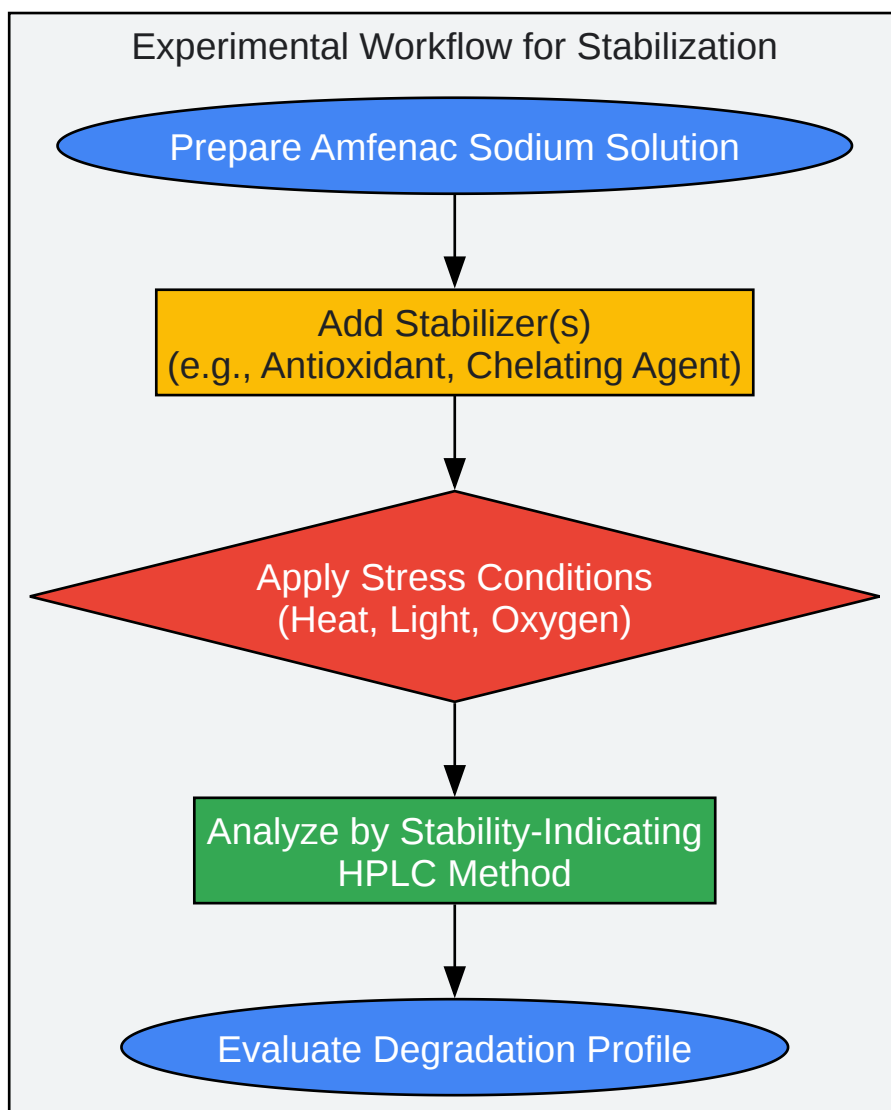 Experimental Workflow for Stabilization
Prepare Amfenac Sodium Solution
Add Stabilizer(s)
(e.g., Antioxidant, Chelating Agent)
Apply Stress Conditions
(Heat, Light, Oxygen)
Analyze by Stability-Indicating
HPLC Method
Evaluate Degradation Profile